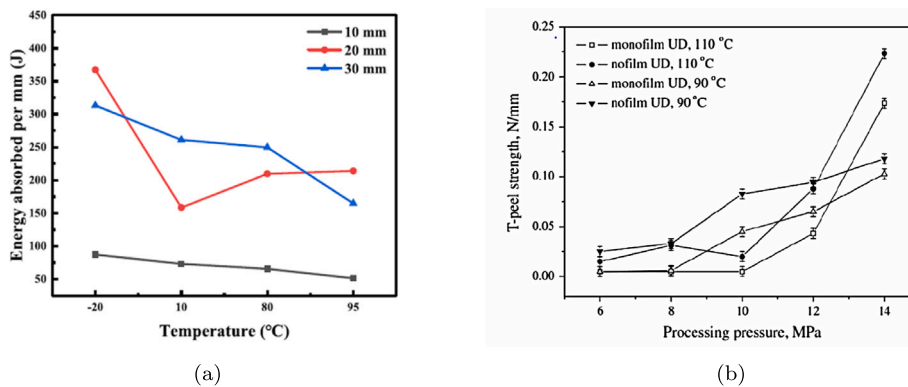 450
400
350
300
250
200
150
100
50
-20
10
80
95
Energy absorbed per mm (J)
Temperature (°C)
10 mm
20 mm
30 mm
(a)
0.25
0.20
0.15
0.10
0.05
0.00
6
8
10
12
14
T-peel strength, N/mm
Processing pressure, MPa
monofilm UD, 110 °C
nofilm UD, 110 °C
monofilm UD, 90 °C
nofilm UD, 90 °C
(b)